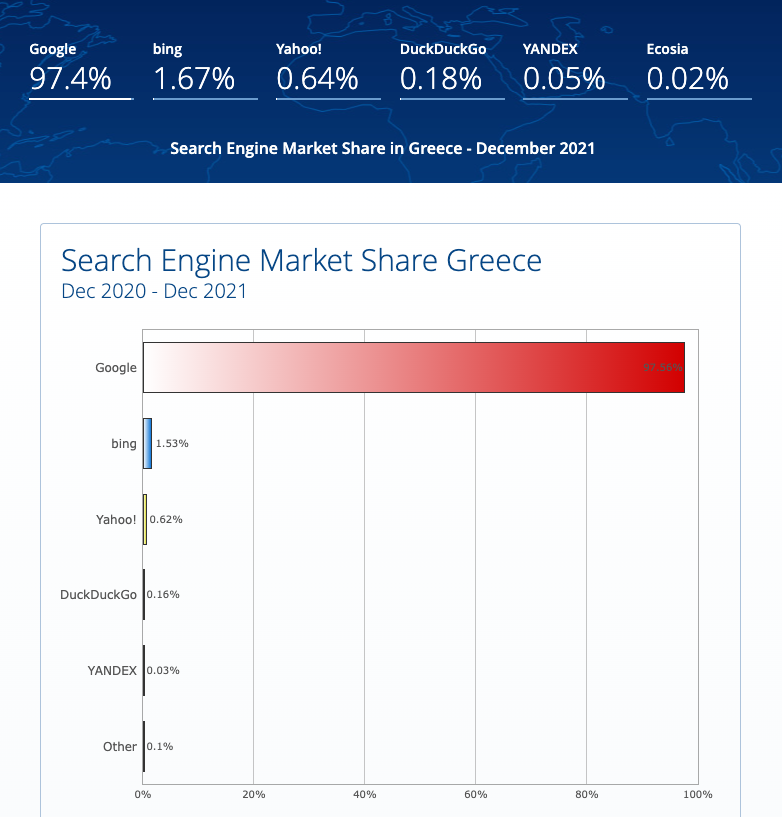 Google bing Yahoo! DuckDuckGo YANDEX Ecosia
97.4% 1.67% 0.64% 0.18% 0.05% 0.02%
Search Engine Market Share in Greece - December 2021
Search Engine Market Share Greece
Dec 2020 - Dec 2021
Google 97.56%
bing 1.53%
Yahoo! 0.62%
DuckDuckGo 0.16%
YANDEX 0.03%
Other 0.1%
0% 20% 40% 60% 80% 100%